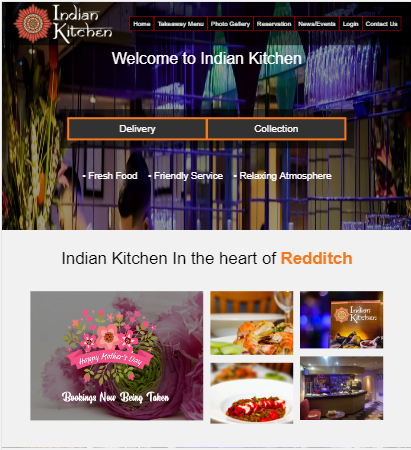 Indian
Kitchen
Home
Takeaway Menu
Photo Gallery
Reservation
News/Events
Login
Contact Us
Welcome to Indian Kitchen
Delivery
Collection
• Fresh Food
• Friendly Service
• Relaxing Atmosphere
Indian Kitchen In the heart of Redditch
Happy Mother's Day
Bookings Now Being Taken
Indian
Kitchen